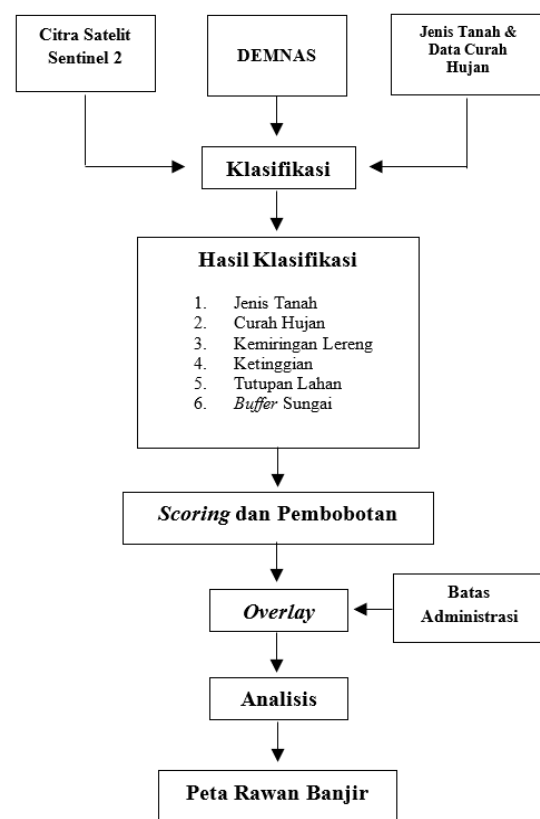 Citra Satelit
Sentinel 2
DEMNAS
Jenis Tanah &
Data Curah
Hujan
Klasifikasi
Hasil Klasifikasi
1. Jenis Tanah
2. Curah Hujan
3. Kemiringan Lereng
4. Ketinggian
5. Tutupan Lahan
6. Buffer Sungai
Scoring dan Pembobotan
Overlay
Batas
Administrasi
Analisis
Peta Rawan Banjir